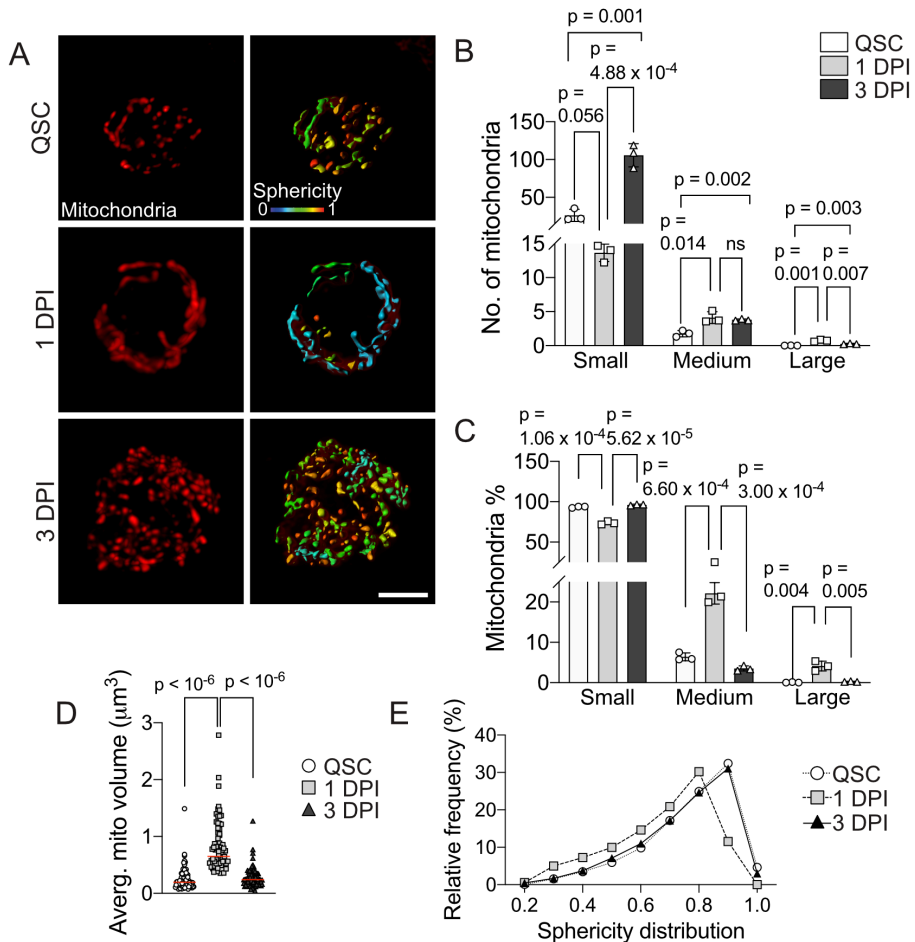 A
QSC
Mitochondria
Sphericity
0 1
1 DPI
3 DPI
B
QSC
1 DPI
3 DPI
p = 0.001
p =
4.88 x 10-4
p =
0.056
p = 0.002
p =
0.014
ns
p = 0.003
p =
0.001
p =
0.007
No. of mitochondria
150
100
50
15
10
5
0
Small Medium Large
C
p =
1.06 x 10-4
p =
5.62 x 10-5
p =
6.60 x 10-4
p =
3.00 x 10-4
p =
0.004
p =
0.005
Mitochondria %
150
100
50
20
10
0
Small Medium Large
D
p < 10-6
p < 10-6
Averg. mito volume (μm3)
3
2
1
0
QSC
1 DPI
3 DPI
E
Relative frequency (%)
40
30
20
10
0
0.2 0.4 0.6 0.8 1.0
Sphericity distribution
QSC
1 DPI
3 DPI